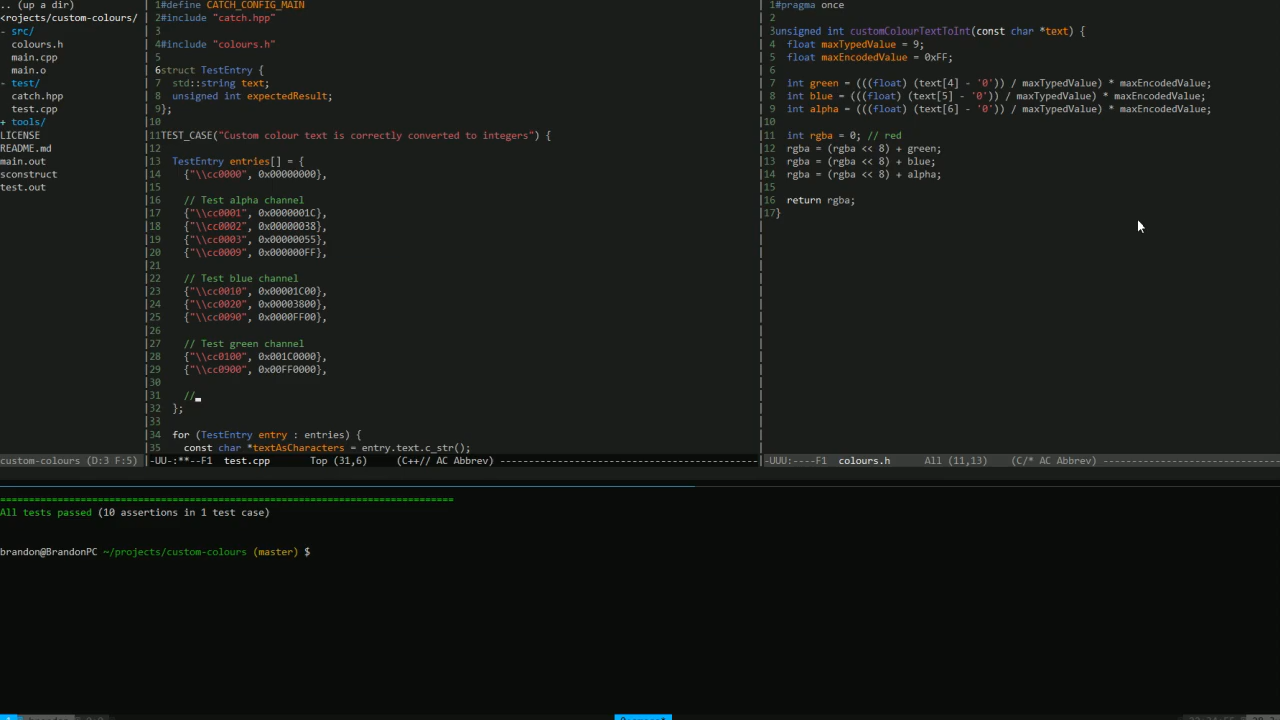 .. (up a dir)
<rojects/custom-colours/
- src/
colours.h
main.cpp
main.o
- test/
catch.hpp
test.cpp
+ tools/
LICENSE
README.md
main.out
sconstruct
test.out
custom-colours (D:3 F:5)
1#define CATCH_CONFIG_MAIN
2#include "catch.hpp"
3
4#include "colours.h"
5
6struct TestEntry {
7 std::string text;
8 unsigned int expectedResult;
9};
10
11TEST_CASE("Custom colour text is correctly converted to integers") {
12
13 TestEntry entries[] = {
14 {"\\cc0000", 0x00000000},
15
16 // Test alpha channel
17 {"\\cc0001", 0x0000001C},
18 {"\\cc0002", 0x00000038},
19 {"\\cc0003", 0x00000055},
20 {"\\cc0009", 0x000000FF},
21
22 // Test blue channel
23 {"\\cc0010", 0x00001C00},
24 {"\\cc0020", 0x00003800},
25 {"\\cc0090", 0x0000FF00},
26
27 // Test green channel
28 {"\\cc0100", 0x001C0000},
29 {"\\cc0900", 0x00FF0000},
30
31 //
32 };
33
34 for (TestEntry entry : entries) {
35 const char *textAsCharacters = entry.text.c_str();
-UU-:**--F1 test.cpp Top (31,6) (C++// AC Abbrev)
1#pragma once
2
3unsigned int customColourTextToInt(const char *text) {
4 float maxTypedValue = 9;
5 float maxEncodedValue = 0xFF;
6
7 int green = (((float) (text[4] - '0')) / maxTypedValue) * maxEncodedValue;
8 int blue = (((float) (text[5] - '0')) / maxTypedValue) * maxEncodedValue;
9 int alpha = (((float) (text[6] - '0')) / maxTypedValue) * maxEncodedValue;
10
11 int rgba = 0; // red
12 rgba = (rgba << 8) + green;
13 rgba = (rgba << 8) + blue;
14 rgba = (rgba << 8) + alpha;
15
16 return rgba;
17}
-UUU:----F1 colours.h All (11,13) (C/* AC Abbrev)
All tests passed (10 assertions in 1 test case)
brandon@BrandonPC ~/projects/custom-colours (master) $